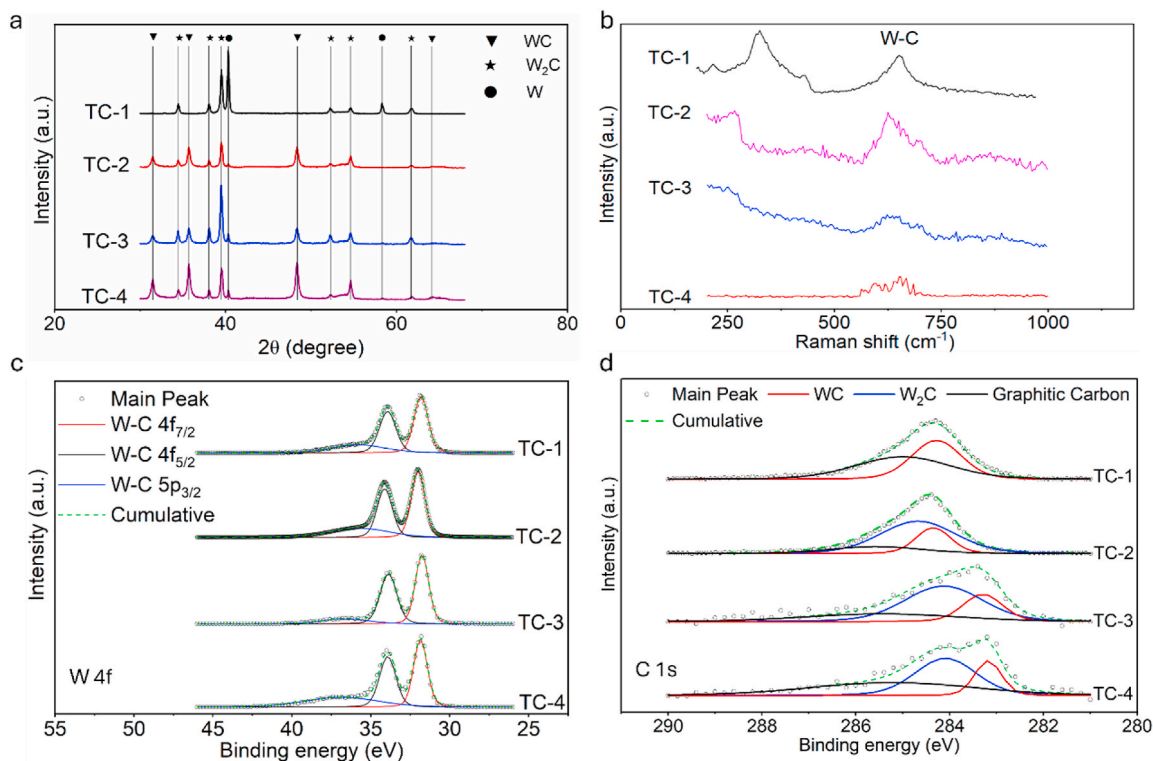 a
▼ ★ ▼ ★ ★ ● ▼ ★ ★ ● ★ ▼
▼ WC
★ W₂C
● W
TC-1
TC-2
TC-3
TC-4
Intensity (a.u.)
20 40 60 80
2θ (degree)
b
W-C
TC-1
TC-2
TC-3
TC-4
Intensity (a.u.)
0 250 500 750 1000
Raman shift (cm⁻¹)
c
Main Peak
W-C 4f₇/₂
W-C 4f₅/₂
W-C 5p₃/₂
Cumulative
TC-1
TC-2
TC-3
TC-4
W 4f
Intensity (a.u.)
55 50 45 40 35 30 25
Binding energy (eV)
d
Main Peak WC W₂C Graphitic Carbon
Cumulative
TC-1
TC-2
TC-3
TC-4
C 1s
Intensity (a.u.)
290 288 286 284 282 280
Binding energy (eV)